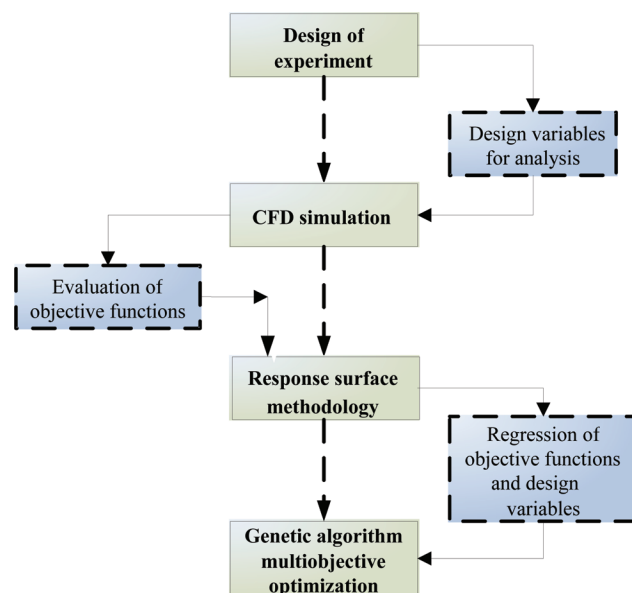 Design of
experiment
Design variables
for analysis
CFD simulation
Evaluation of
objective functions
Response surface
methodology
Regression of
objective functions
and design
variables
Genetic algorithm
multiobjective
optimization